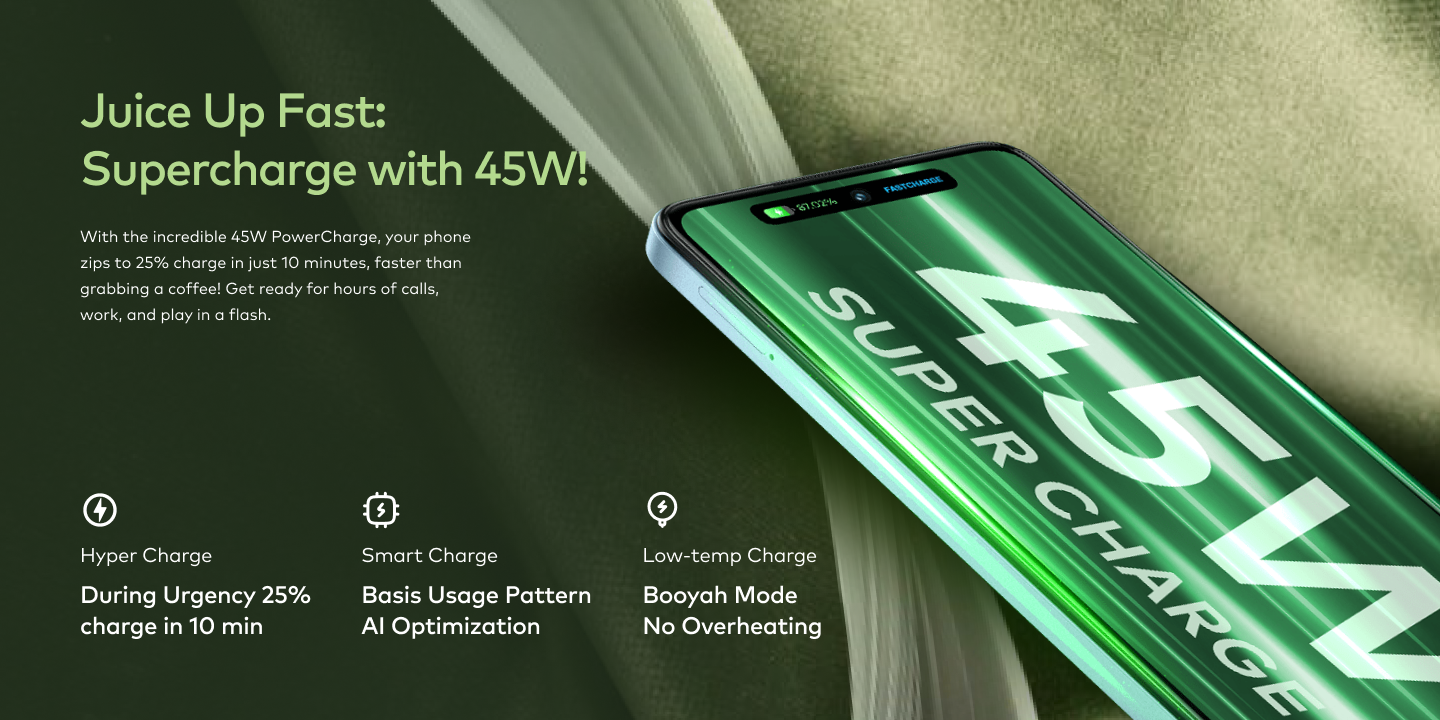 Juice Up Fast:
Supercharge with 45W!
With the incredible 45W PowerCharge, your phone
zips to 25% charge in just 10 minutes, faster than
grabbing a coffee! Get ready for hours of calls,
work, and play in a flash.
87.02%
FASTCHARGE
45W
SUPER CHARGE
Hyper Charge
During Urgency 25%
charge in 10 min
Smart Charge
Basis Usage Pattern
AI Optimization
Low-temp Charge
Booyah Mode
No Overheating